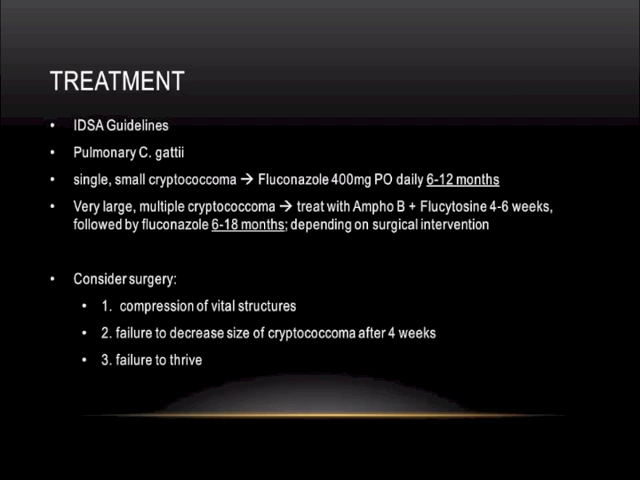 TREATMENT
• IDSA Guidelines
• Pulmonary C. gattii
• single, small cryptococcoma → Fluconazole 400mg PO daily 6-12 months
• Very large, multiple cryptococcoma → treat with Ampho B + Flucytosine 4-6 weeks,
followed by fluconazole 6-18 months; depending on surgical intervention
• Consider surgery:
• 1. compression of vital structures
• 2. failure to decrease size of cryptococcoma after 4 weeks
• 3. failure to thrive